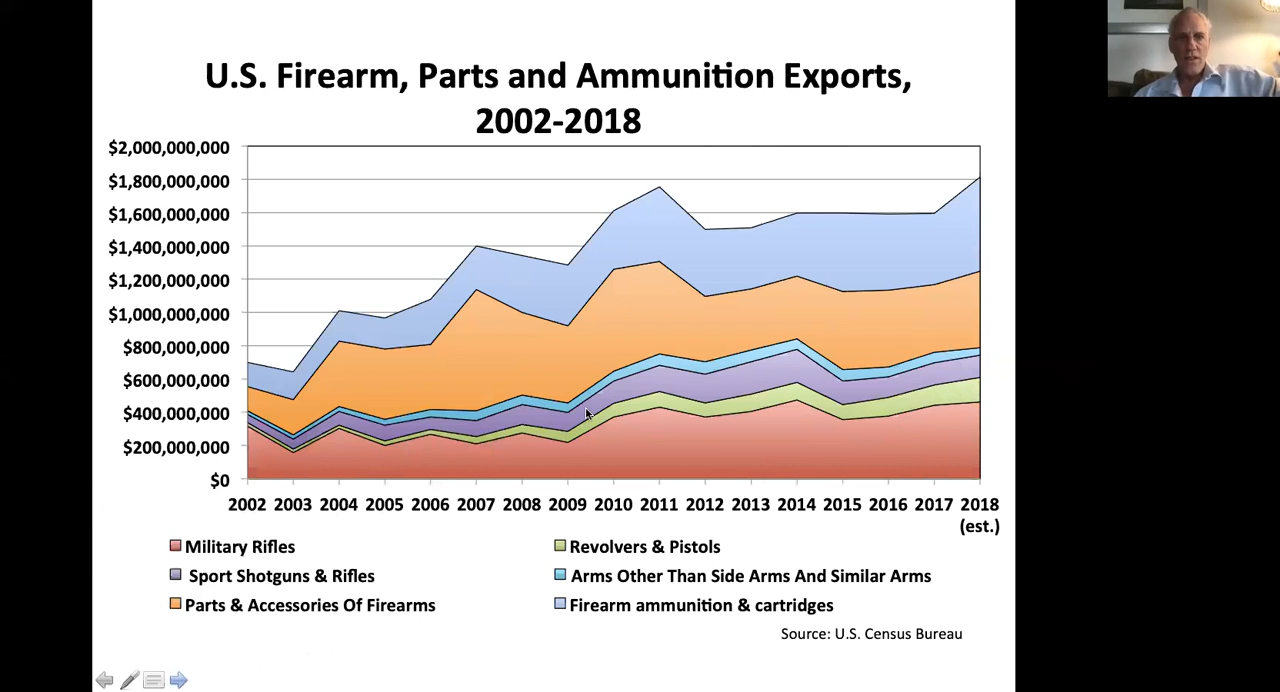 U.S. Firearm, Parts and Ammunition Exports,
2002-2018
$2,000,000,000
$1,800,000,000
$1,600,000,000
$1,400,000,000
$1,200,000,000
$1,000,000,000
$800,000,000
$600,000,000
$400,000,000
$200,000,000
$0
2002 2003 2004 2005 2006 2007 2008 2009 2010 2011 2012 2013 2014 2015 2016 2017 2018
(est.)
Military Rifles
Revolvers & Pistols
Sport Shotguns & Rifles
Arms Other Than Side Arms And Similar Arms
Parts & Accessories Of Firearms
Firearm ammunition & cartridges
Source: U.S. Census Bureau